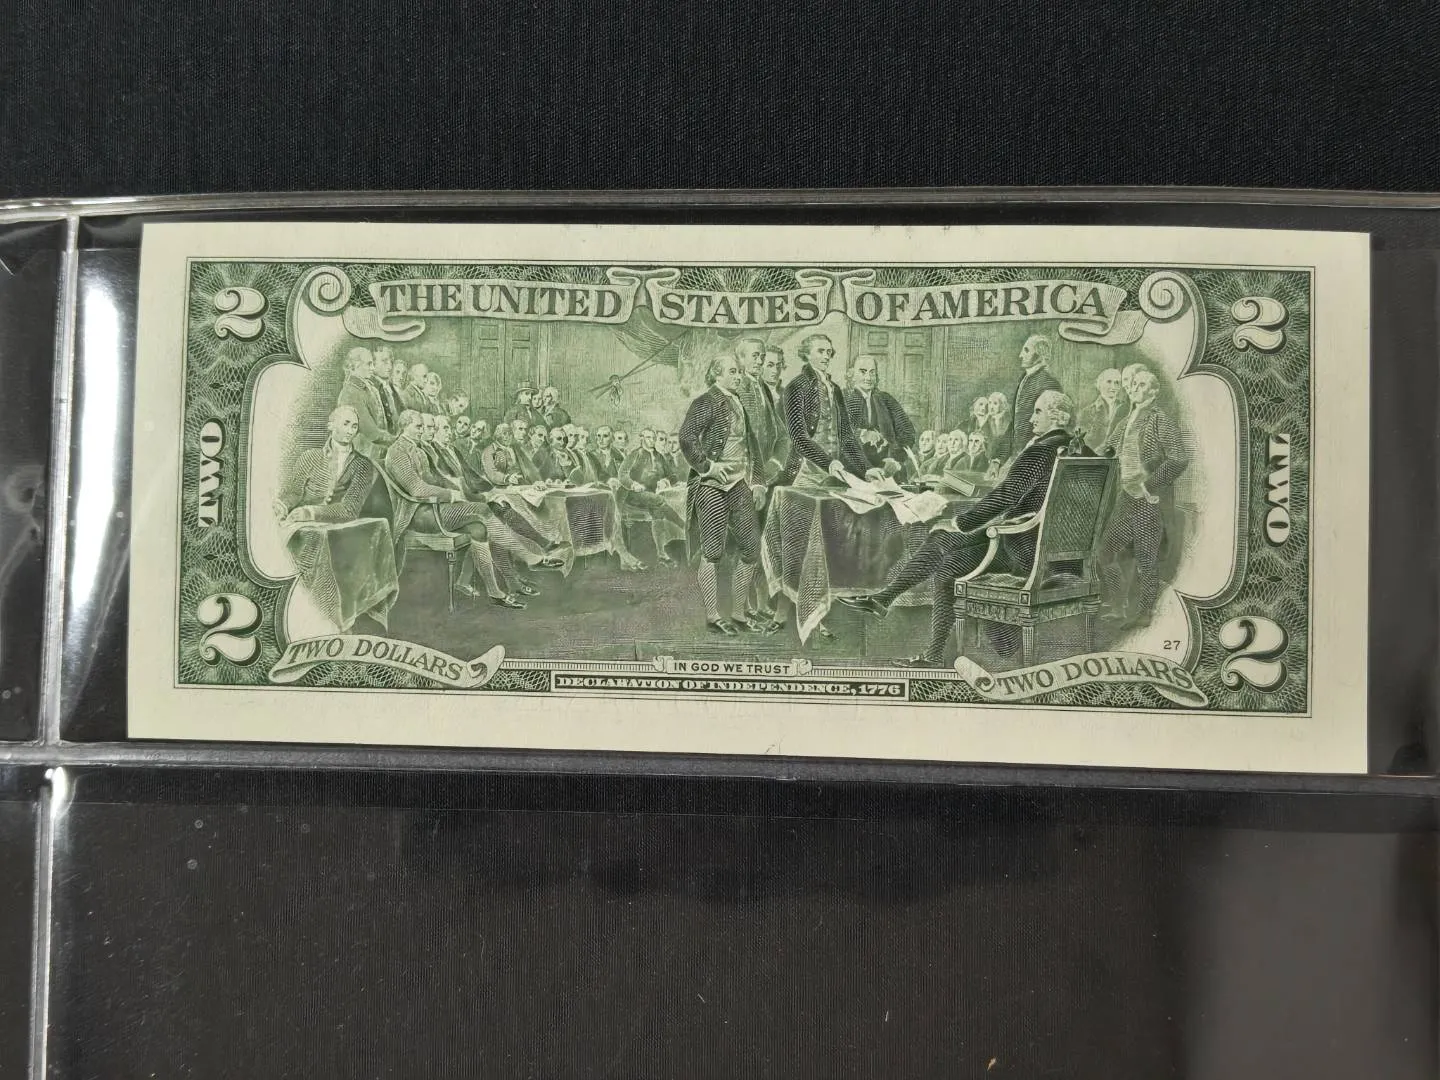 THE UNITED STATES OF AMERICA
2
2
TWO
TWO
2
2
TWO DOLLARS
IN GOD WE TRUST
27
TWO DOLLARS
DECLARATION OF INDEPENDENCE, 1776